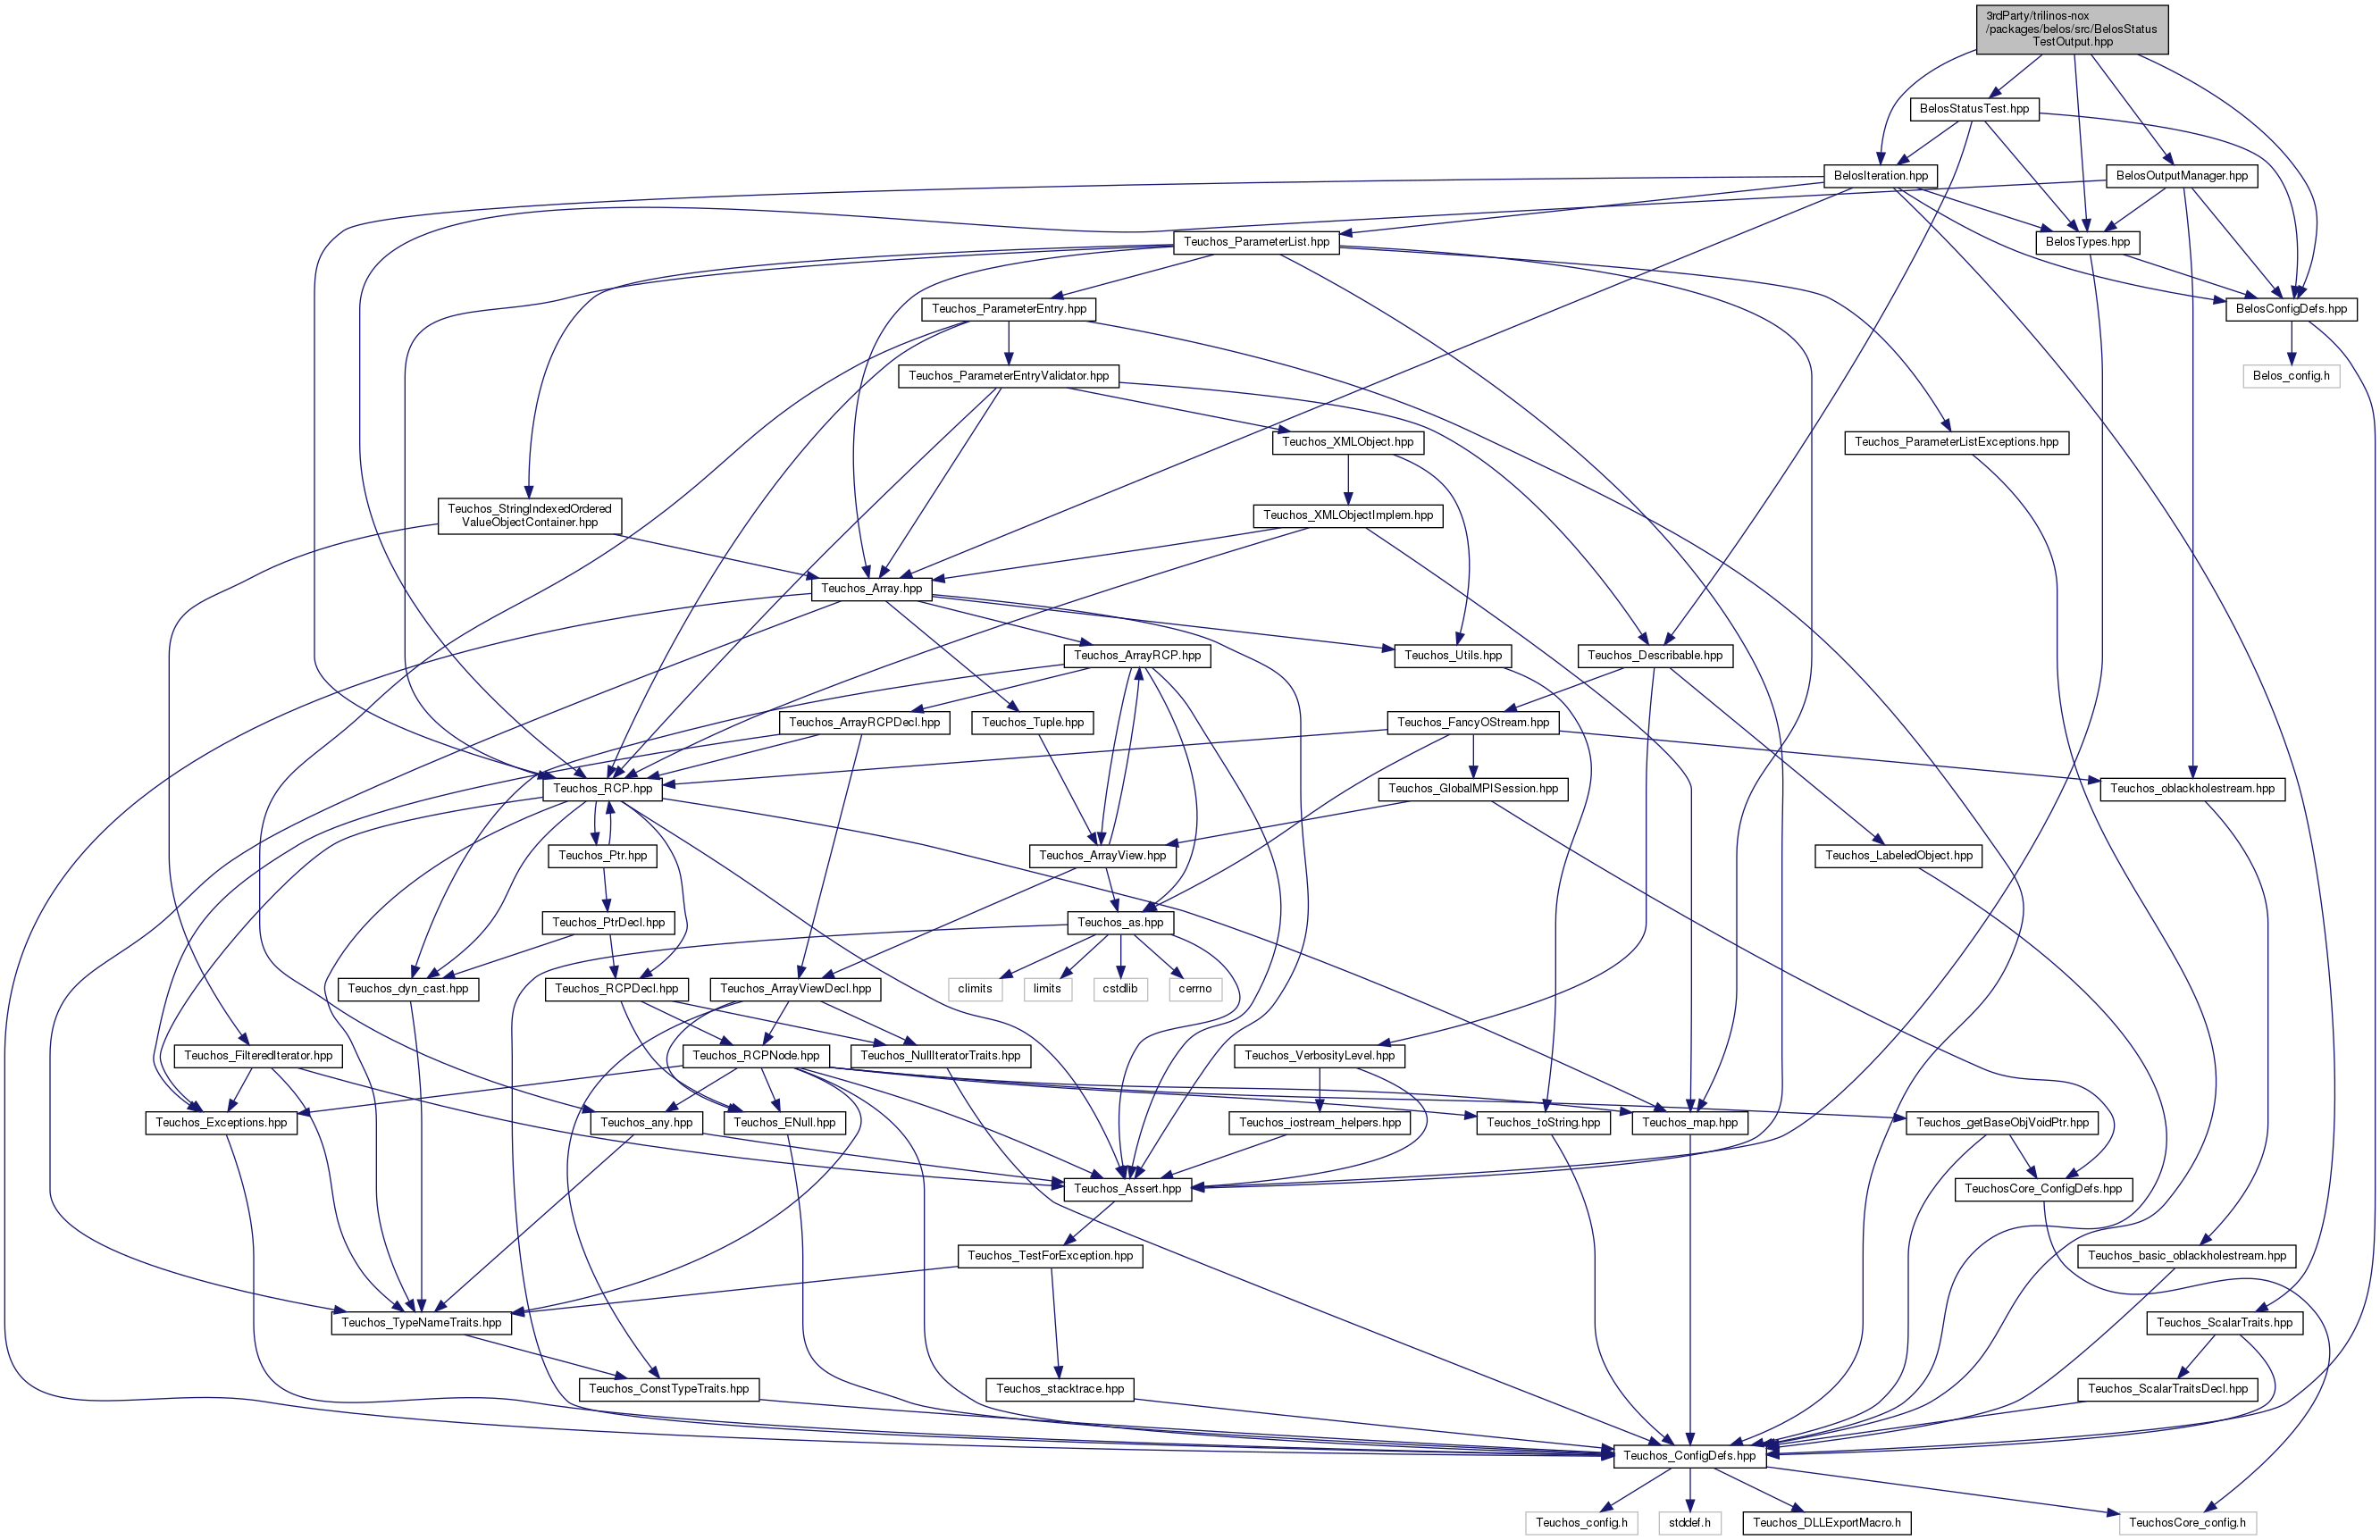 3rdParty/trilinos-nox
/packages/belos/src/BelosStatus
TestOutput.hpp
BelosStatusTest.hpp
BelosIteration.hpp
BelosOutputManager.hpp
Teuchos_ParameterList.hpp
BelosTypes.hpp
Teuchos_ParameterEntry.hpp
BelosConfigDefs.hpp
Teuchos_ParameterEntryValidator.hpp
Belos_config.h
Teuchos_XMLObject.hpp
Teuchos_ParameterListExceptions.hpp
Teuchos_StringIndexedOrdered
ValueObjectContainer.hpp
Teuchos_XMLObjectImplem.hpp
Teuchos_Array.hpp
Teuchos_ArrayRCP.hpp
Teuchos_Utils.hpp
Teuchos_Describable.hpp
Teuchos_ArrayRCPDecl.hpp
Teuchos_Tuple.hpp
Teuchos_FancyOStream.hpp
Teuchos_RCP.hpp
Teuchos_GlobalMPISession.hpp
Teuchos_oblackholestream.hpp
Teuchos_Ptr.hpp
Teuchos_ArrayView.hpp
Teuchos_LabeledObject.hpp
Teuchos_PtrDecl.hpp
Teuchos_as.hpp
Teuchos_dyn_cast.hpp
Teuchos_RCPDecl.hpp
Teuchos_ArrayViewDecl.hpp
climits
limits
cstdlib
cerrno
Teuchos_FilteredIterator.hpp
Teuchos_RCPNode.hpp
Teuchos_NullIteratorTraits.hpp
Teuchos_VerbosityLevel.hpp
Teuchos_Exceptions.hpp
Teuchos_any.hpp
Teuchos_ENull.hpp
Teuchos_iostream_helpers.hpp
Teuchos_toString.hpp
Teuchos_map.hpp
Teuchos_getBaseObjVoidPtr.hpp
Teuchos_Assert.hpp
TeuchosCore_ConfigDefs.hpp
Teuchos_TestForException.hpp
Teuchos_basic_oblackholestream.hpp
Teuchos_TypeNameTraits.hpp
Teuchos_ScalarTraits.hpp
Teuchos_ConstTypeTraits.hpp
Teuchos_stacktrace.hpp
Teuchos_ScalarTraitsDecl.hpp
Teuchos_ConfigDefs.hpp
Teuchos_config.h
stddef.h
Teuchos_DLLExportMacro.h
TeuchosCore_config.h